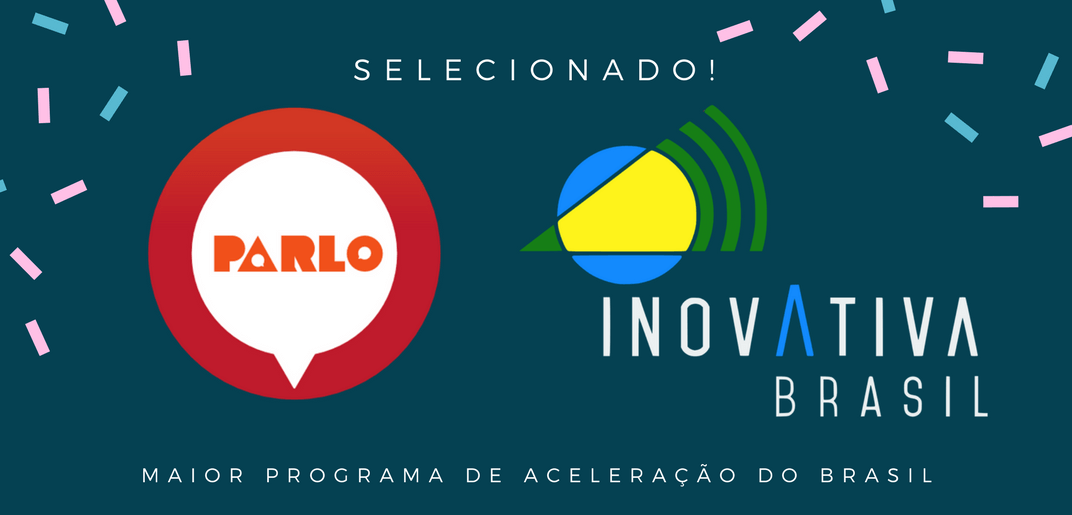 SELECIONADO!
PARLO
INOVATIVA
BRASIL
MAIOR PROGRAMA DE ACELERAÇÃO DO BRASIL